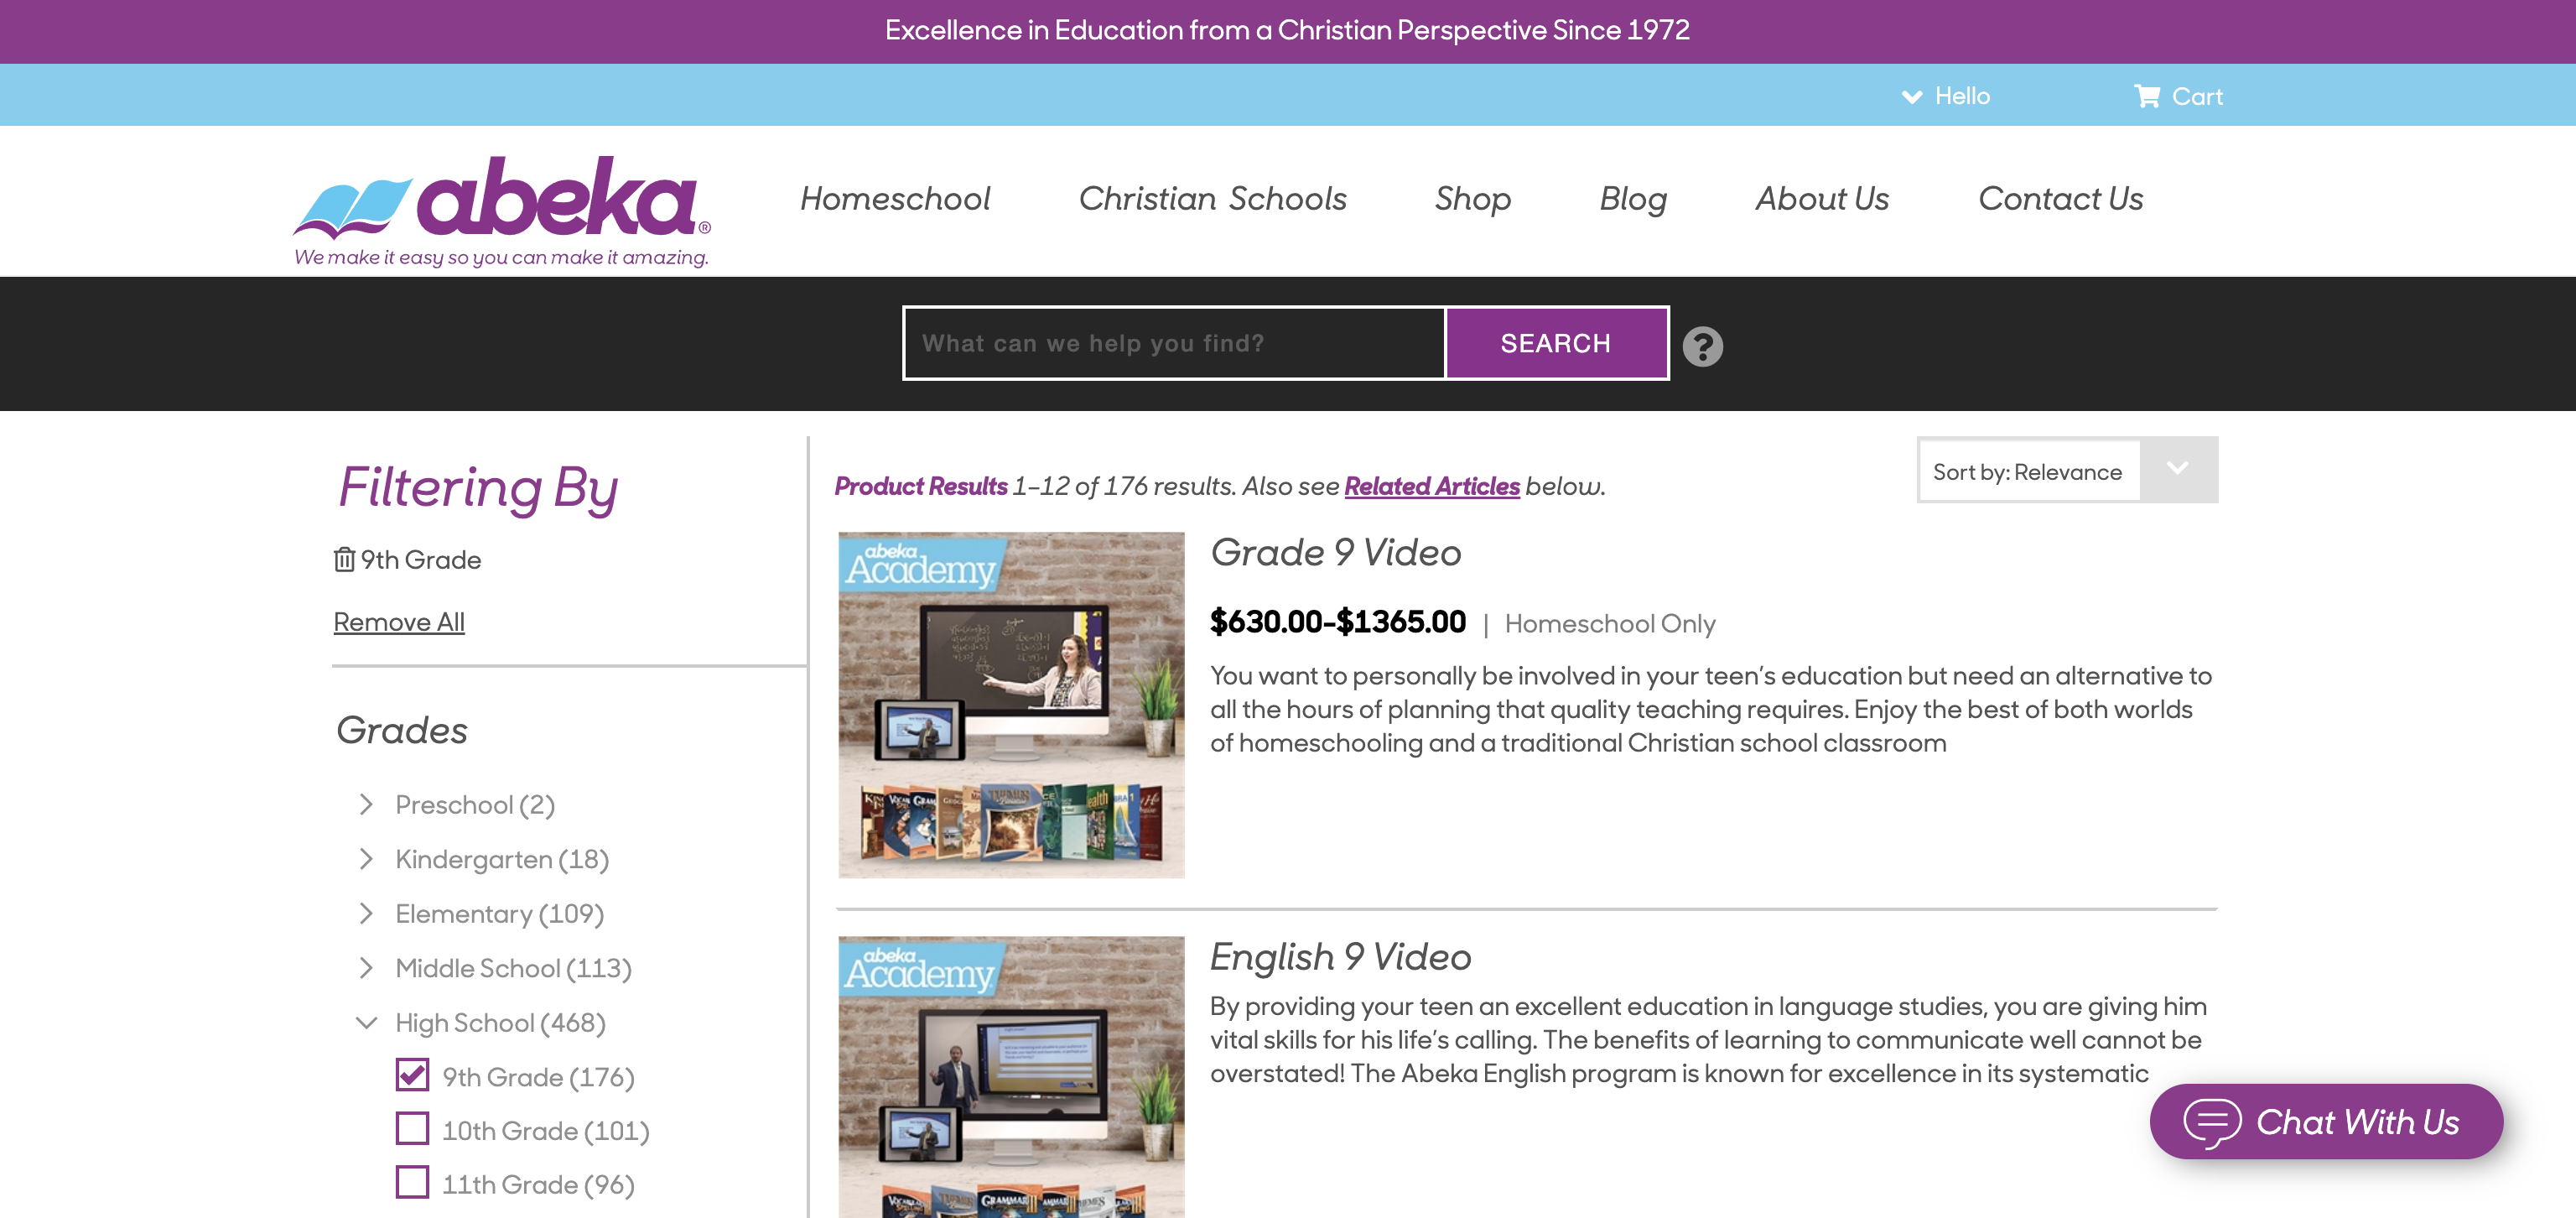 Excellence in Education from a Christian Perspective Since 1972
Hello
Cart
abeka®
We make it easy so you can make it amazing.
Homeschool
Christian Schools
Shop
Blog
About Us
Contact Us
What can we help you find?
SEARCH
?
Filtering By
9th Grade
Remove All
Grades
Preschool (2)
Kindergarten (18)
Elementary (109)
Middle School (113)
High School (468)
9th Grade (176)
10th Grade (101)
11th Grade (96)
Product Results 1–12 of 176 results. Also see Related Articles below.
Sort by: Relevance
abeka
Academy
Grade 9 Video
$630.00-$1365.00 | Homeschool Only
You want to personally be involved in your teen’s education but need an alternative to
all the hours of planning that quality teaching requires. Enjoy the best of both worlds
of homeschooling and a traditional Christian school classroom
abeka
Academy
English 9 Video
By providing your teen an excellent education in language studies, you are giving him
vital skills for his life’s calling. The benefits of learning to communicate well cannot be
overstated! The Abeka English program is known for excellence in its systematic
Chat With Us